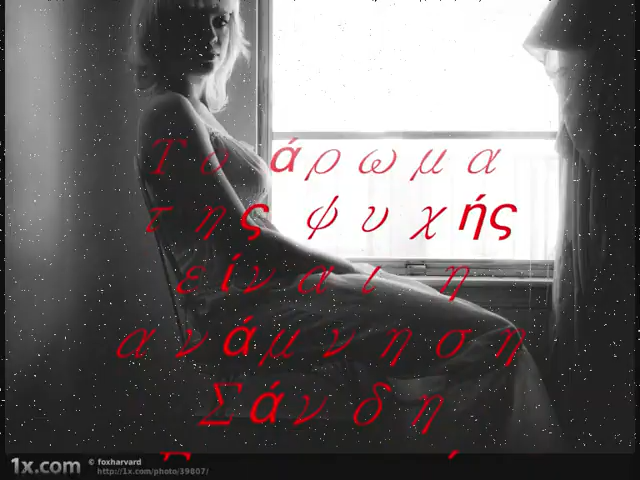 Το άρωμα
της ψυχής
είναι η
ανάμνηση
Σάνδη
1x.com © foxharvard
http://1x.com/photo/39807/